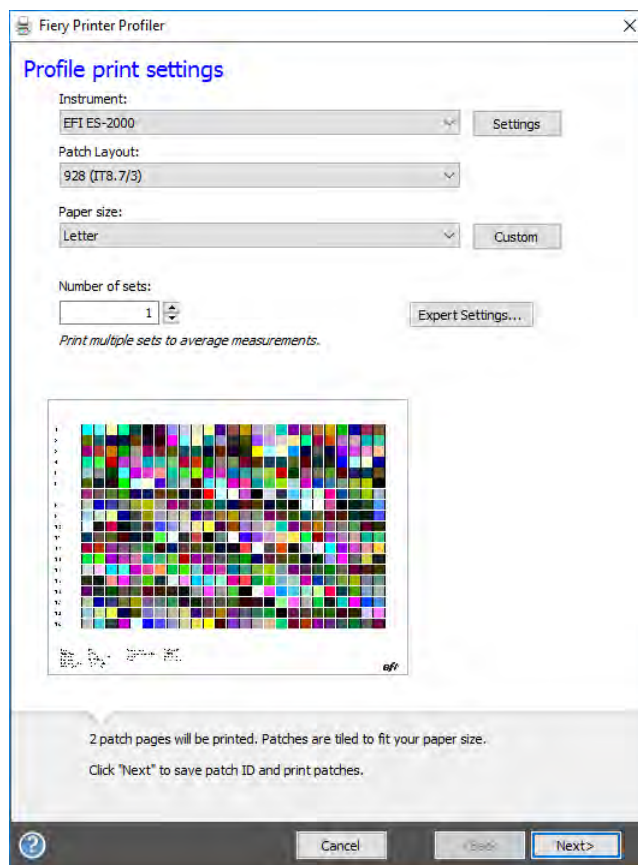 Fiery Printer Profiler
Profile print settings
Instrument:
EFI ES-2000
Settings
Patch Layout:
928 (IT8.7/3)
Paper size:
Letter
Custom
Number of sets:
1
Expert Settings...
Print multiple sets to average measurements.
efi
2 patch pages will be printed. Patches are tiled to fit your paper size.
Click "Next" to save patch ID and print patches.
Cancel
<Back
Next>